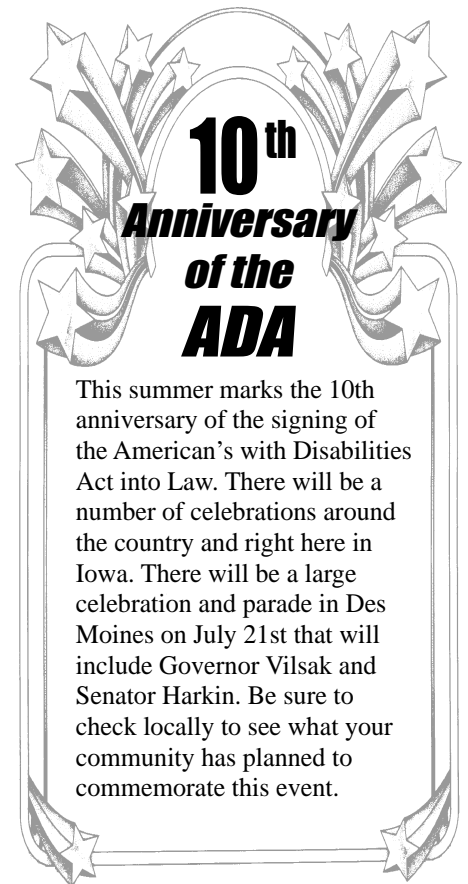 10th
Anniversary
of the
ADA
This summer marks the 10th
anniversary of the signing of
the American’s with Disabilities
Act into Law. There will be a
number of celebrations around
the country and right here in
Iowa. There will be a large
celebration and parade in Des
Moines on July 21st that will
include Governor Vilsak and
Senator Harkin. Be sure to
check locally to see what your
community has planned to
commemorate this event.